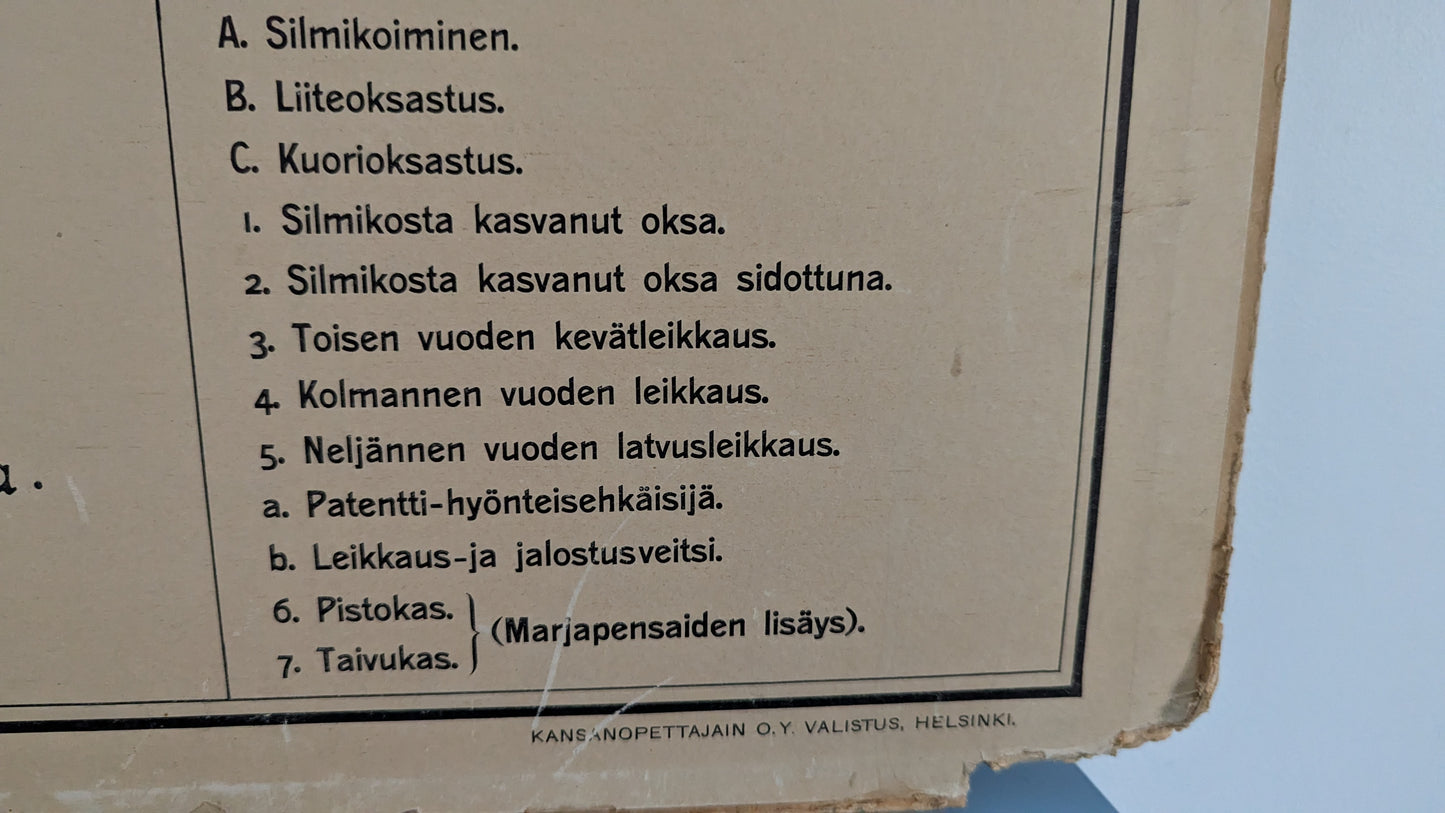 A. Silmikoiminen.
B. Liiteoksastus.
C. Kuorioksastus.
1. Silmikosta kasvanut oksa.
2. Silmikosta kasvanut oksa sidottuna.
3. Toisen vuoden kevätleikkaus.
4. Kolmannen vuoden leikkaus.
5. Neljännen vuoden latvusleikkaus.
a. Patentti-hyönteisehkäisijä.
b. Leikkaus-ja jalostusveitsi.
6. Pistokas.
7. Taivukas.
(Marjapensaiden lisäys).
KANSANOPETTAJAIN O.Y. VALISTUS, HELSINKI.